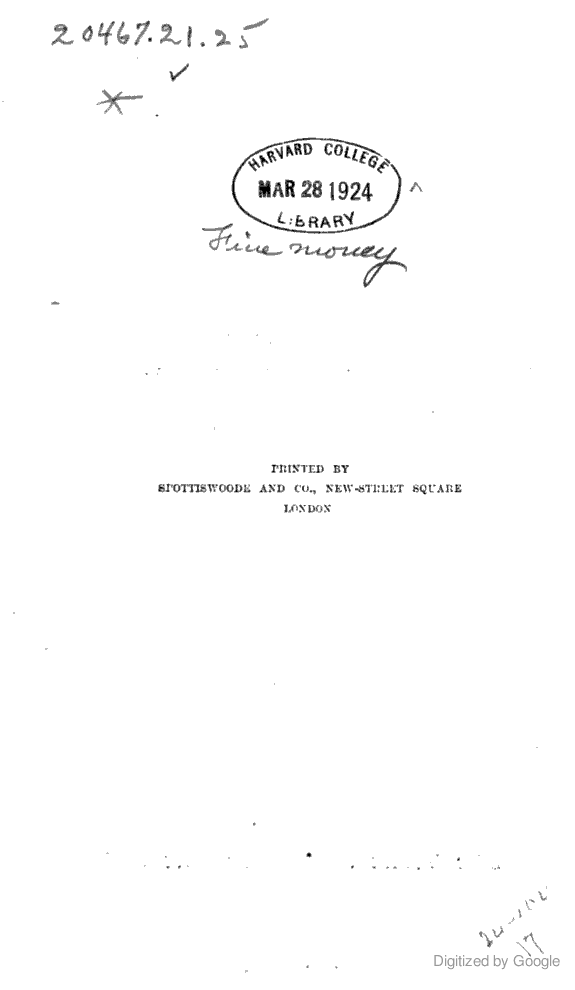 20467.21.25
HARVARD COLLEGE
MAR 28 1924
LIBRARY
Fine money
PRINTED BY
SPOTTISWOODE AND CO., NEW-STREET SQUARE
LONDON
17
Digitized by Google